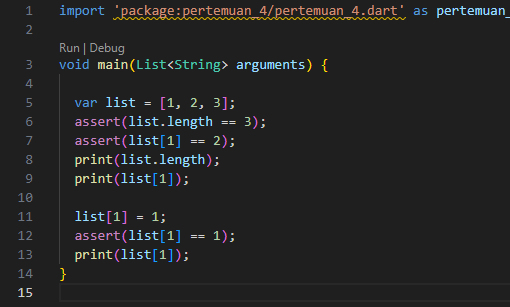 1 import 'package:pertemuan_4/pertemuan_4.dart' as pertemuan_
2
Run | Debug
3 void main(List<String> arguments) {
4
5 var list = [1, 2, 3];
6 assert(list.length == 3);
7 assert(list[1] == 2);
8 print(list.length);
9 print(list[1]);
10
11 list[1] = 1;
12 assert(list[1] == 1);
13 print(list[1]);
14 }
15